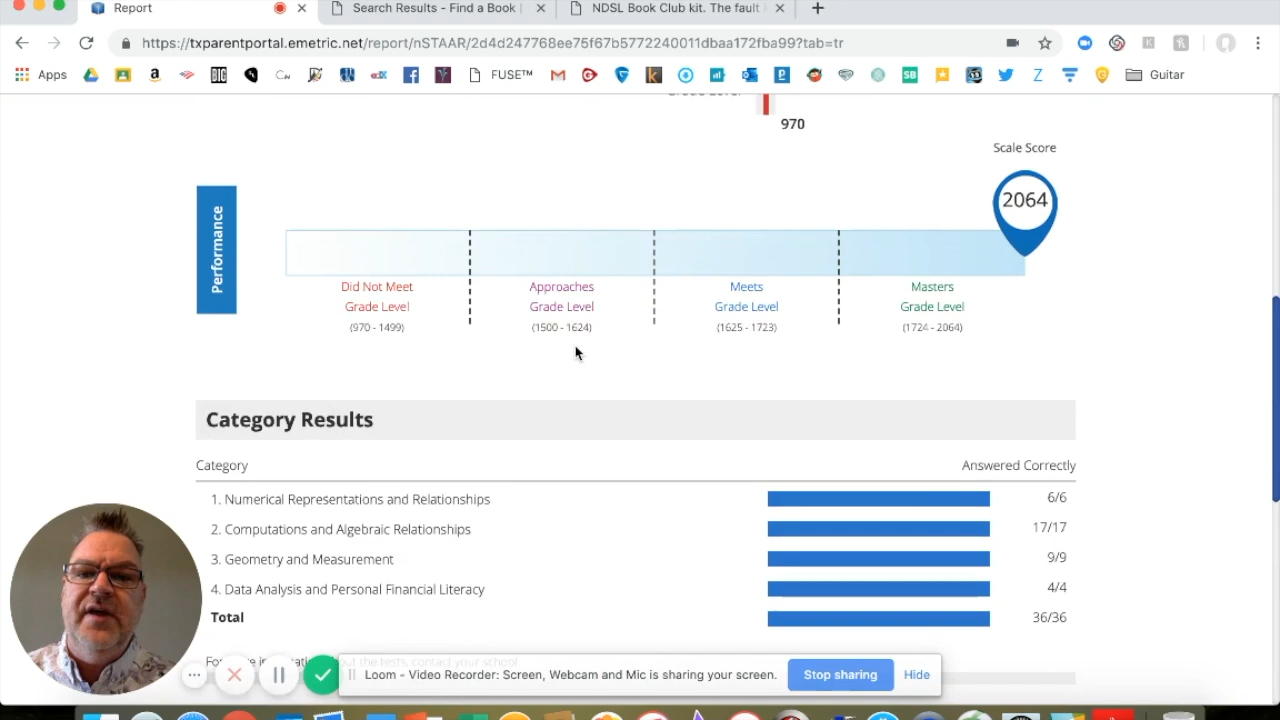 Report
Search Results - Find a Book |
NDSL Book Club kit. The fault
https://txparentportal.emetric.net/report/nSTAAR/2d4d247768ee75f67b5772240011dbaa172fba99?tab=tr
Apps
FUSE™
Guitar
970
Scale Score
2064
Performance
Did Not Meet
Grade Level
(970 - 1499)
Approaches
Grade Level
(1500 - 1624)
Meets
Grade Level
(1625 - 1723)
Masters
Grade Level
(1724 - 2064)
Category Results
Category Answered Correctly
1. Numerical Representations and Relationships 6/6
2. Computations and Algebraic Relationships 17/17
3. Geometry and Measurement 9/9
4. Data Analysis and Personal Financial Literacy 4/4
Total 36/36
the tests, contact your school
Loom - Video Recorder: Screen, Webcam and Mic is sharing your screen. Stop sharing Hide